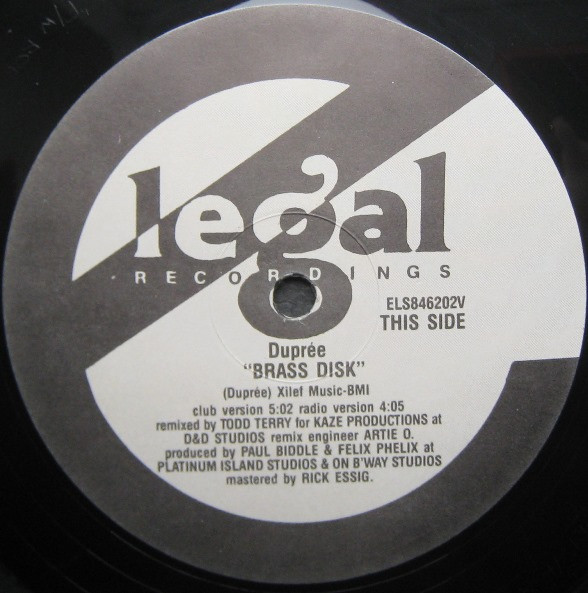 legal
RECORDINGS
ELS846202V
THIS SIDE
Duprée
"BRASS DISK"
(Duprée) Xilef Music-BMI
club version 5:02 radio version 4:05
remixed by TODD TERRY for KAZE PRODUCTIONS at
D&D STUDIOS remix engineer ARTIE O.
produced by PAUL BIDDLE & FELIX PHELIX at
PLATINUM ISLAND STUDIOS & ON B'WAY STUDIOS
mastered by RICK ESSIG.